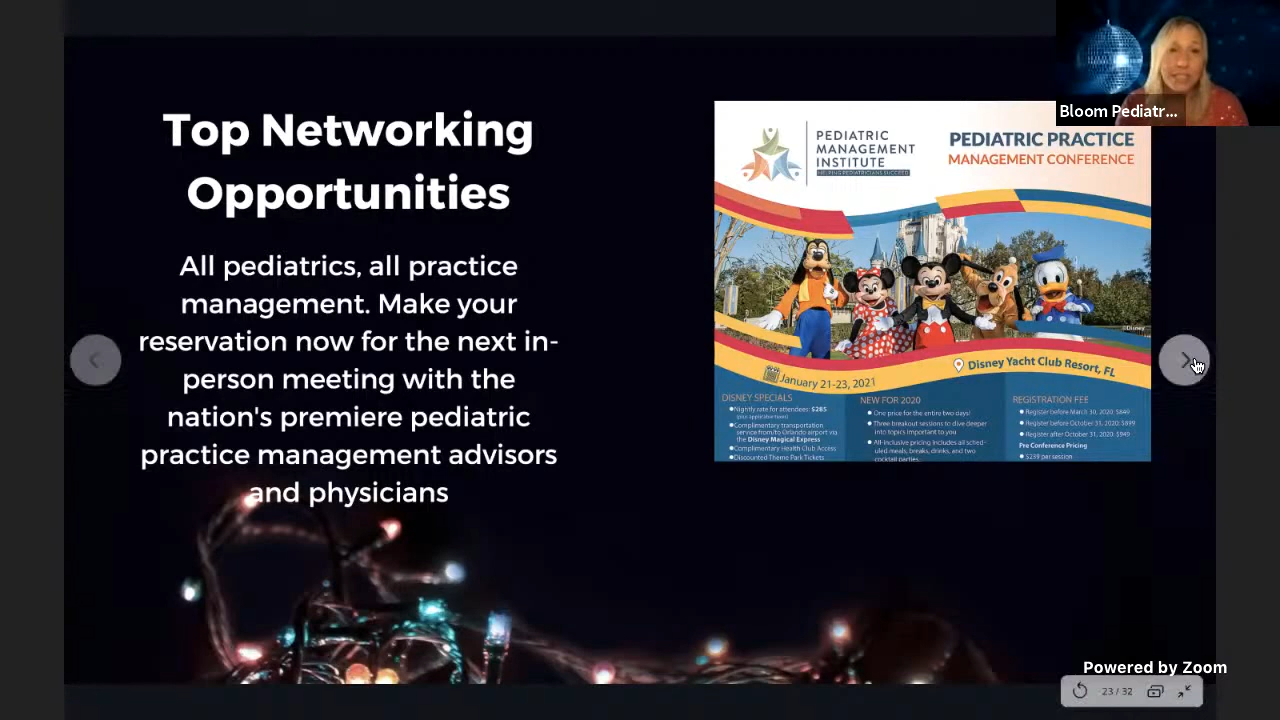 Top Networking
Opportunities
All pediatrics, all practice
management. Make your
reservation now for the next in-
person meeting with the
nation's premiere pediatric
practice management advisors
and physicians
PEDIATRIC
MANAGEMENT
INSTITUTE
HELPING PEDIATRICIANS SUCCEED
PEDIATRIC PRACTICE
MANAGEMENT CONFERENCE
©Disney
January 21-23, 2021
Disney Yacht Club Resort, FL
DISNEY SPECIALS
Nightly rate for attendees: $265
Complimentary transportation
service from/to Orlando airport via
the Disney Magical Express
Complimentary Health Club Access
Discounted Theme Park Tickets
NEW FOR 2020
One price for the entire two days!
Three breakout sessions to dive deeper
into topics important to you
All-inclusive pricing includes all sched-
uled meals, breaks, drinks, and two
cocktail parties.
REGISTRATION FEE
Register before March 30, 2020: $849
Register before October 31, 2020: $899
Register after October 31, 2020: $949
Pre Conference Pricing
$239 per session
Bloom Pediatr...
Powered by Zoom
23 / 32